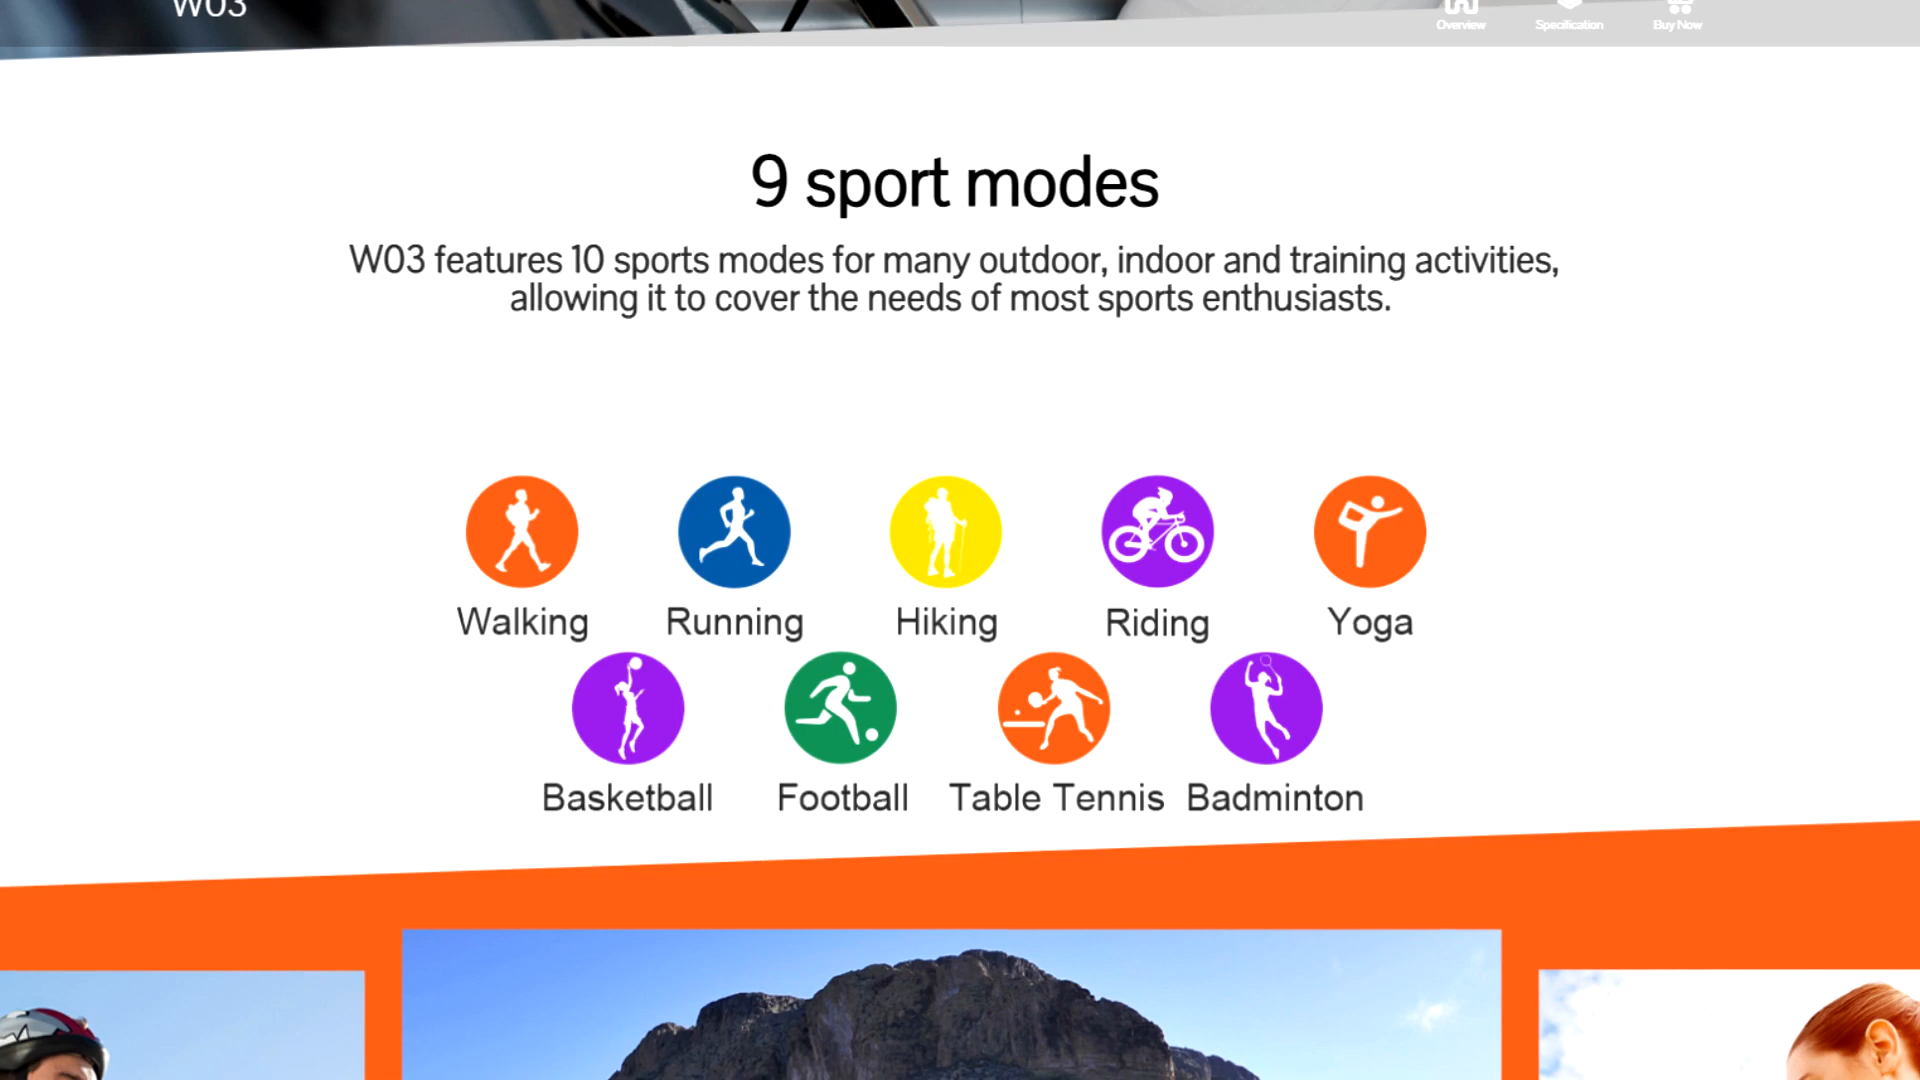 W03
Overview Specification Buy Now
9 sport modes
W03 features 10 sports modes for many outdoor, indoor and training activities,
allowing it to cover the needs of most sports enthusiasts.
Walking Running Hiking Riding Yoga
Basketball Football Table Tennis Badminton